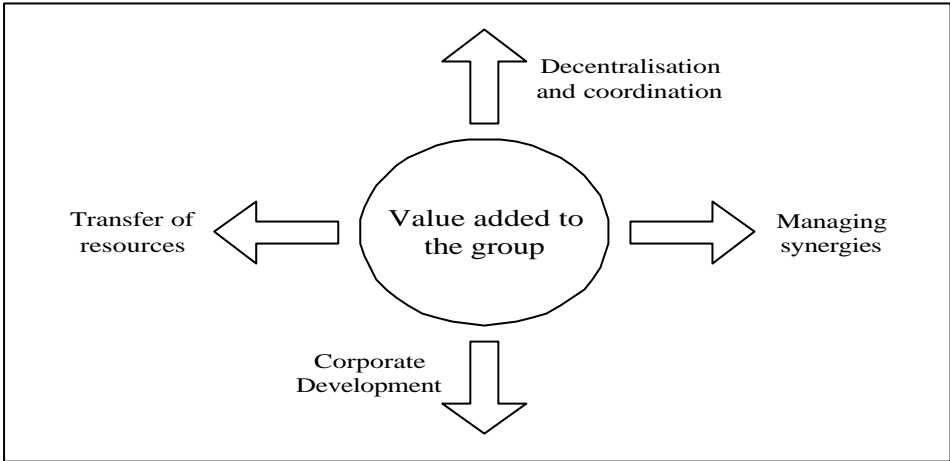 Decentralisation
and coordination
Transfer of
resources
Value added to
the group
Managing
synergies
Corporate
Development